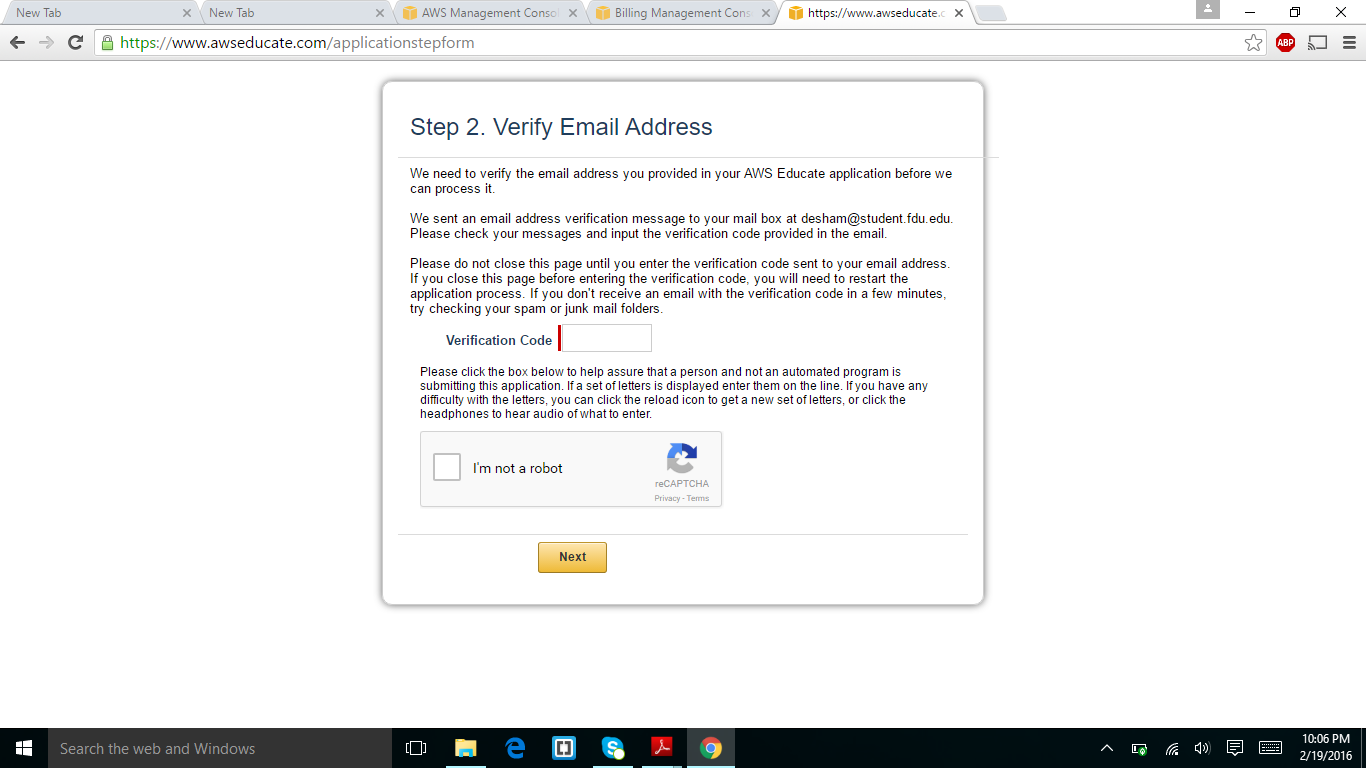 New Tab
New Tab
AWS Management Conso
Billing Management Cons
https://www.awseducate.c
https://www.awseducate.com/applicationstepform
ABP
Step 2. Verify Email Address
We need to verify the email address you provided in your AWS Educate application before we
can process it.
We sent an email address verification message to your mail box at desham@student.fdu.edu.
Please check your messages and input the verification code provided in the email.
Please do not close this page until you enter the verification code sent to your email address.
If you close this page before entering the verification code, you will need to restart the
application process. If you don't receive an email with the verification code in a few minutes,
try checking your spam or junk mail folders.
Verification Code
Please click the box below to help assure that a person and not an automated program is
submitting this application. If a set of letters is displayed enter them on the line. If you have any
difficulty with the letters, you can click the reload icon to get a new set of letters, or click the
headphones to hear audio of what to enter.
I'm not a robot
reCAPTCHA
Privacy - Terms
Next
Search the web and Windows
10:06 PM
2/19/2016